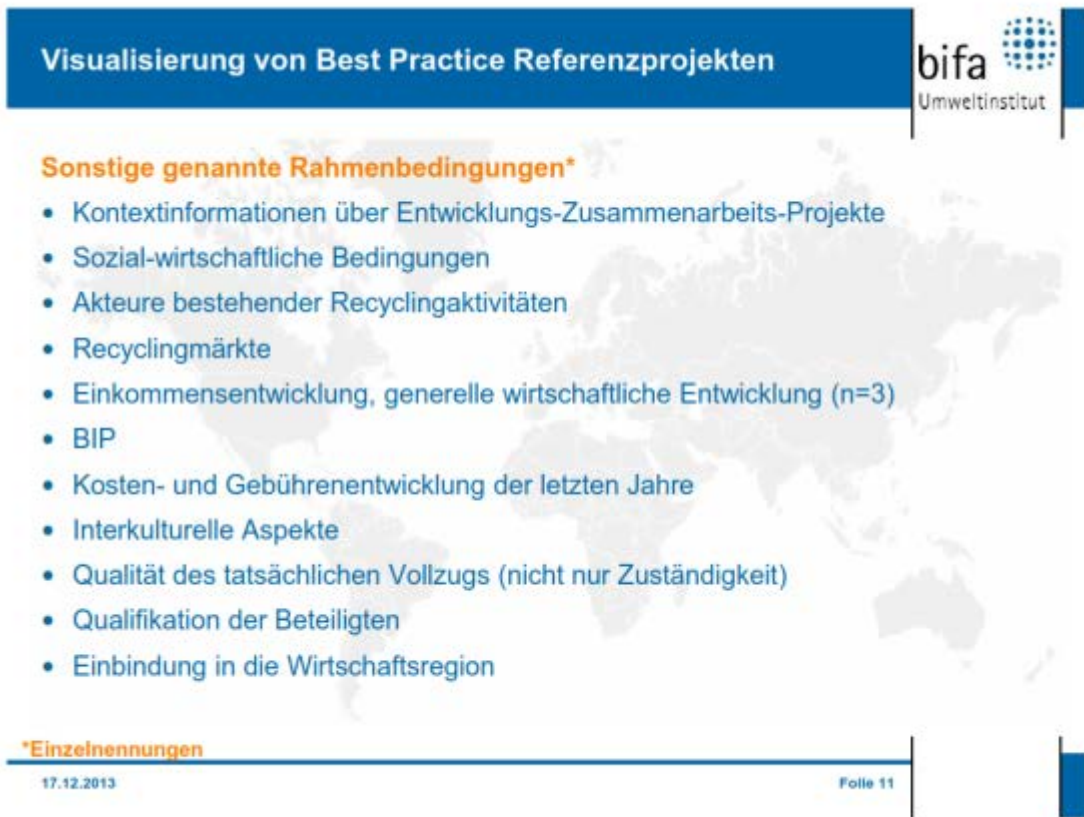 Visualisierung von Best Practice Referenzprojekten
bifa
Umweltinstitut
Sonstige genannte Rahmenbedingungen*
• Kontextinformationen über Entwicklungs-Zusammenarbeits-Projekte
• Sozial-wirtschaftliche Bedingungen
• Akteure bestehender Recyclingaktivitäten
• Recyclingmärkte
• Einkommensentwicklung, generelle wirtschaftliche Entwicklung (n=3)
• BIP
• Kosten- und Gebührenentwicklung der letzten Jahre
• Interkulturelle Aspekte
• Qualität des tatsächlichen Vollzugs (nicht nur Zuständigkeit)
• Qualifikation der Beteiligten
• Einbindung in die Wirtschaftsregion
*Einzelnennungen
17.12.2013
Folie 11